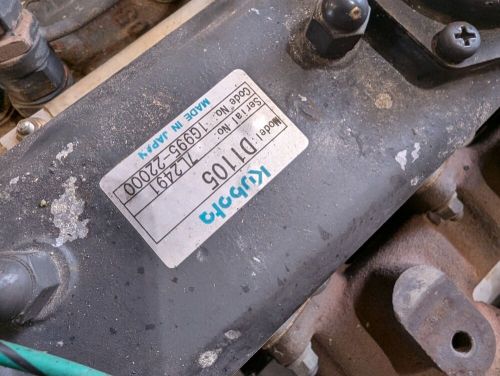 Kubota
Model: D1105
Serial No: 7L2491
Code No: 1G995-22000
MADE IN JAPAN